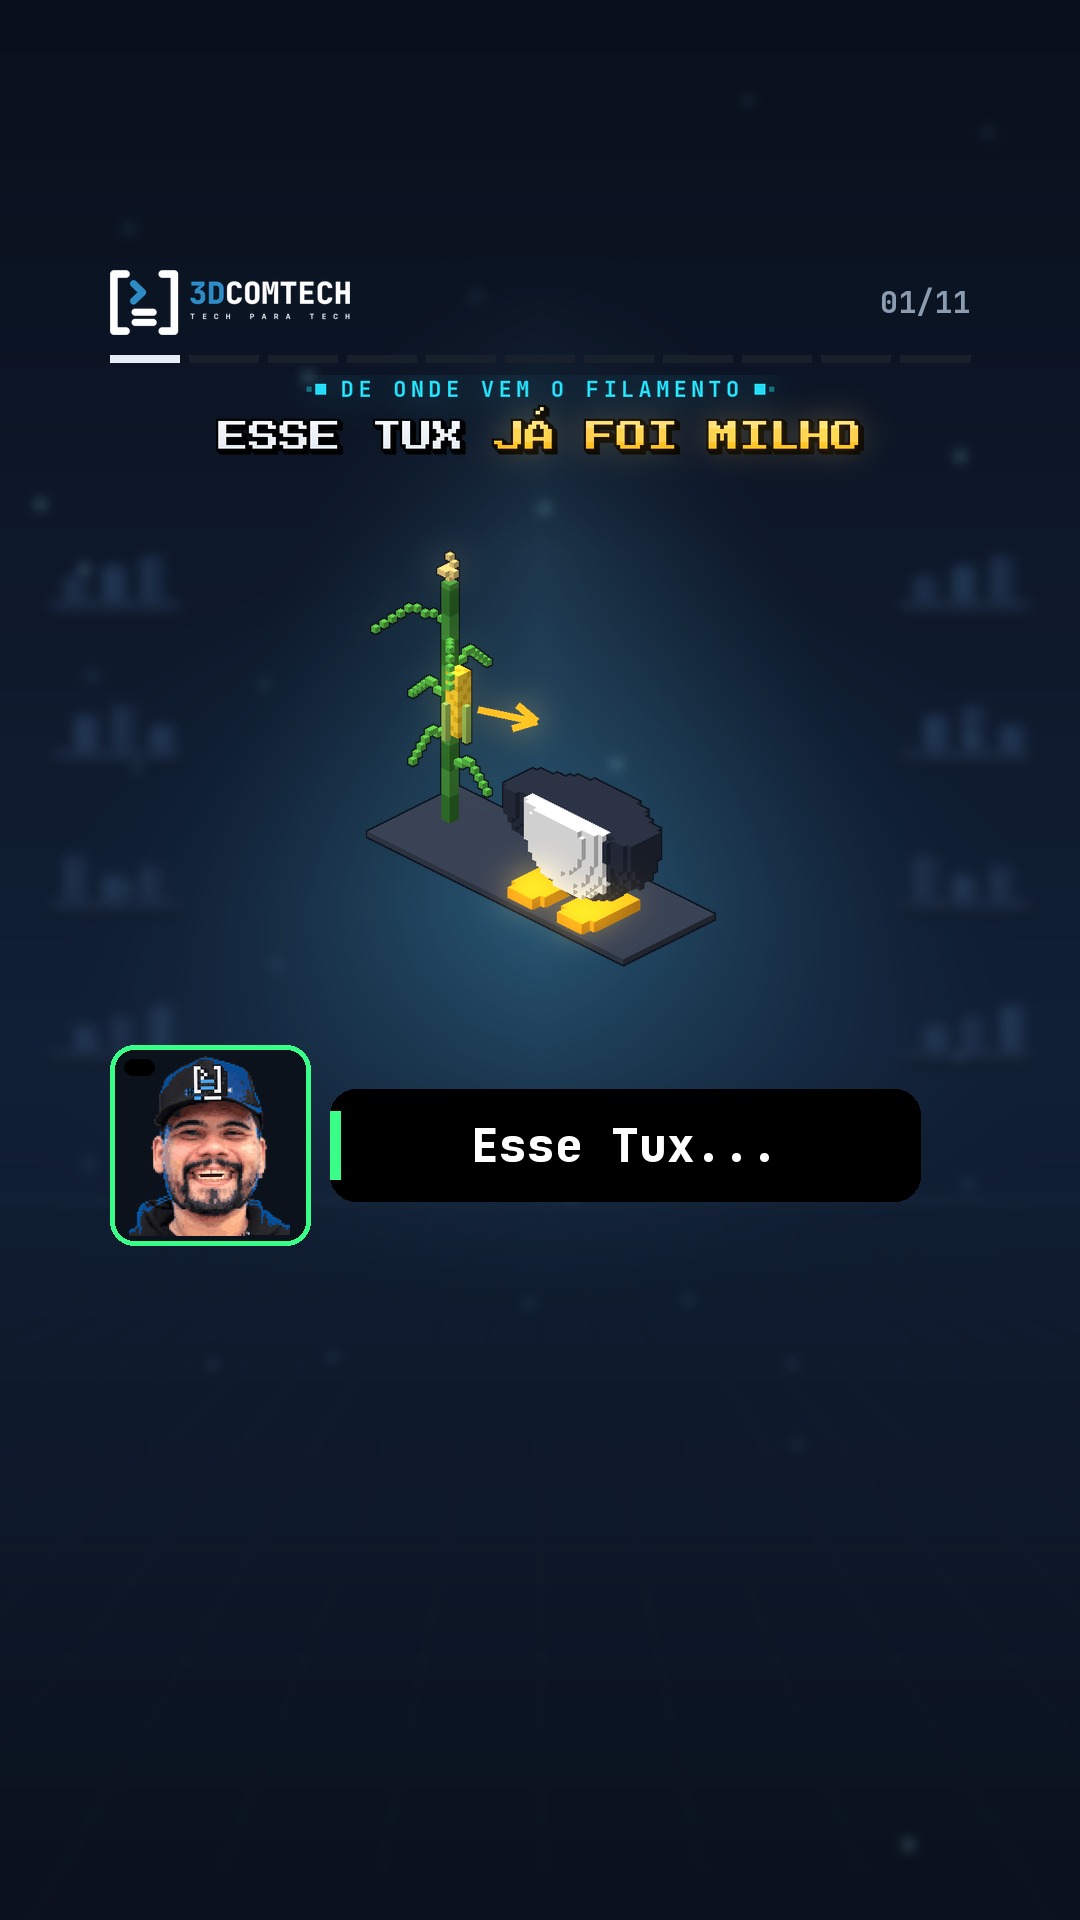 3DCOMTECH
TECH PARA TECH
01/11
DE ONDE VEM O FILAMENTO
ESSE TUX JÁ FOI MILHO
Esse Tux...